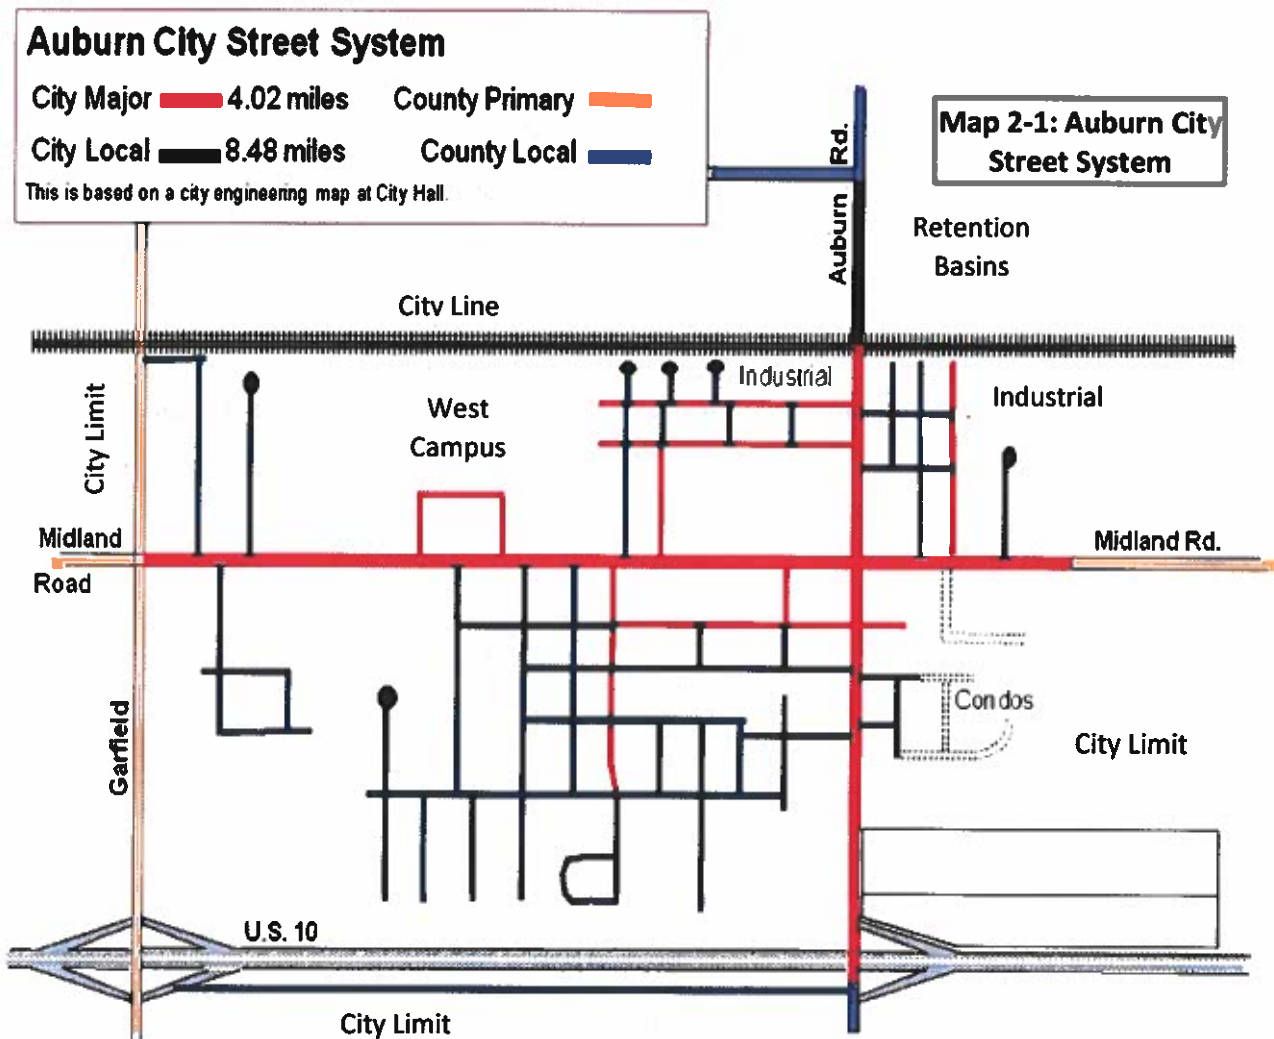 Auburn City Street System
City Major 4.02 miles County Primary
City Local 8.48 miles County Local
This is based on a city engineering map at City Hall.
Map 2-1: Auburn City
Street System
Auburn Rd.
Retention
Basins
City Line
City Limit
West
Campus
Industrial
Industrial
Midland
Road
Midland Rd.
Garfield
Condos
City Limit
U.S. 10
City Limit